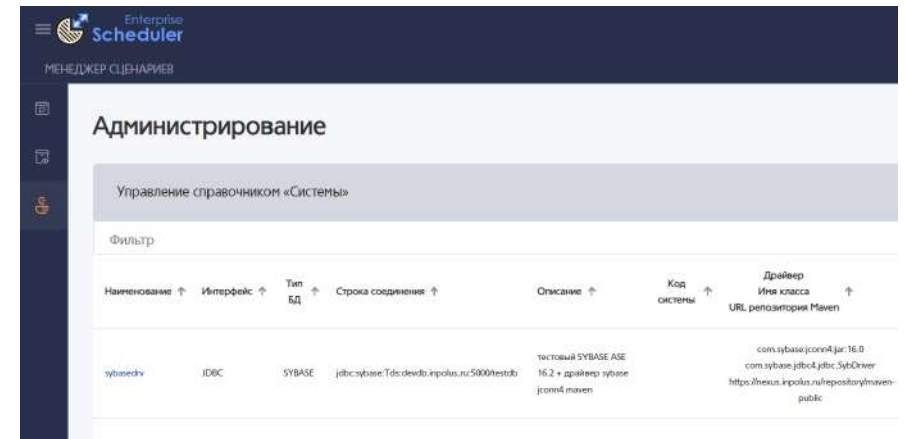 Enterprise
Scheduler
МЕНЕДЖЕР СЦЕНАРИЕВ
Администрирование
Управление справочником «Системы»
Фильтр
Наименование ↑ Интерфейс ↑ Тип БД ↑ Строка соединения ↑ Описание ↑ Код системы ↑ Драйвер Имя класса URL репозитория Maven ↑
sybasedrv JDBC SYBASE jdbc:sybase:Tds:devdb.inpolus.ru:5000/testdb
тестовый SYBASE ASE
16.2 + драйвер sybase
jconn4 maven
com.sybase:jconn4:jar:16.0
com.sybase.jdbc4.jdbc.SybDriver
https://nexus.inpolus.ru/repository/maven-
public